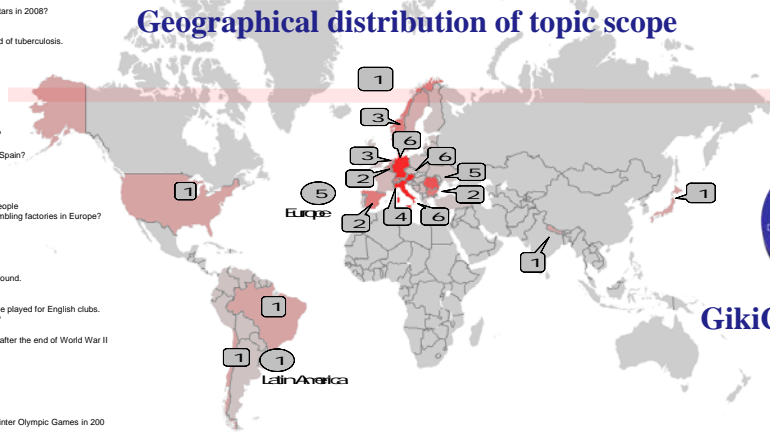 Geographical distribution of topic scope
tars in 2008?
d of tuberculosis.
Spain?
eople
mbling factories in Europe?
ound.
e played for English clubs.
?
after the end of World War II
inter Olympic Games in 200
1
3
6
3
6
2
5
2
2
4
6
5
Europe
1
1
1
1
1
1
Latin America
GikiC